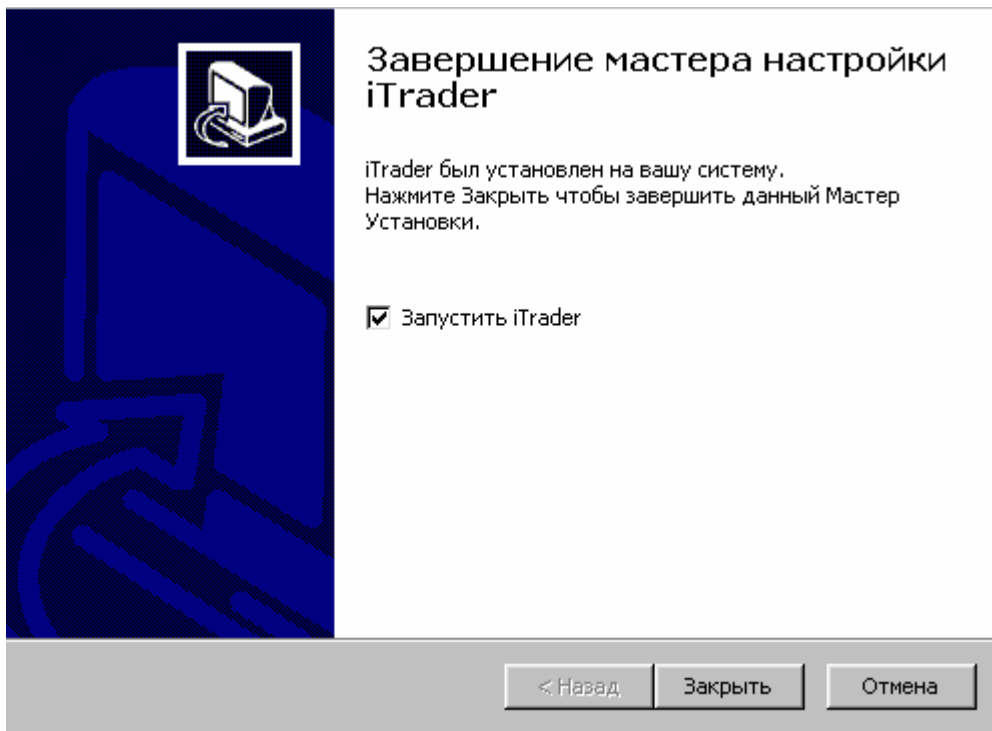 Завершение мастера настройки
iTrader
iTrader был установлен на вашу систему.
Нажмите Закрыть чтобы завершить данный Мастер
Установки.
Запустить iTrader
< Назад
Закрыть
Отмена